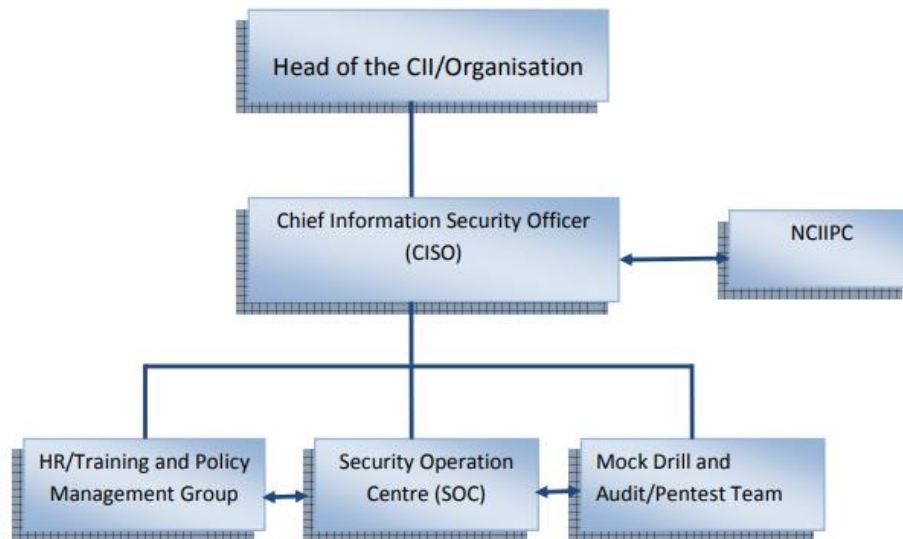 Head of the CII/Organisation
Chief Information Security Officer
(CISO)
NCIIPC
HR/Training and Policy
Management Group
Security Operation
Centre (SOC)
Mock Drill and
Audit/Pentest Team